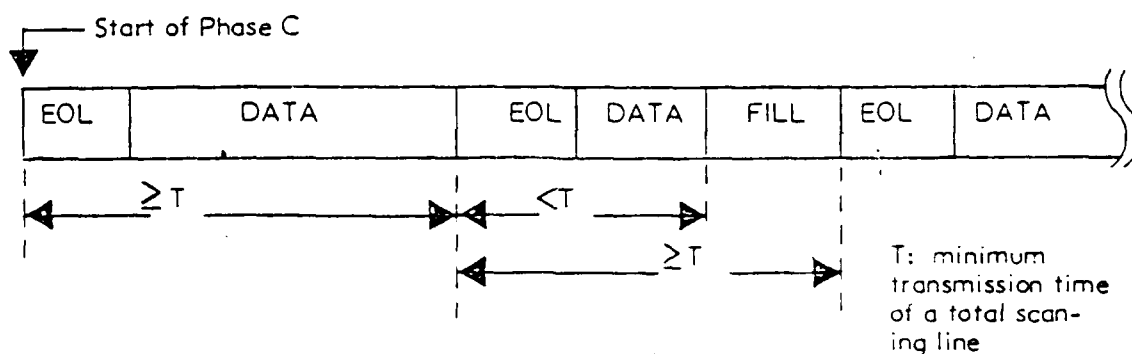 Start of Phase C
EOL DATA EOL DATA FILL EOL DATA
≥ T <T
≥T
T: minimum
transmission time
of a total scan-
ing line